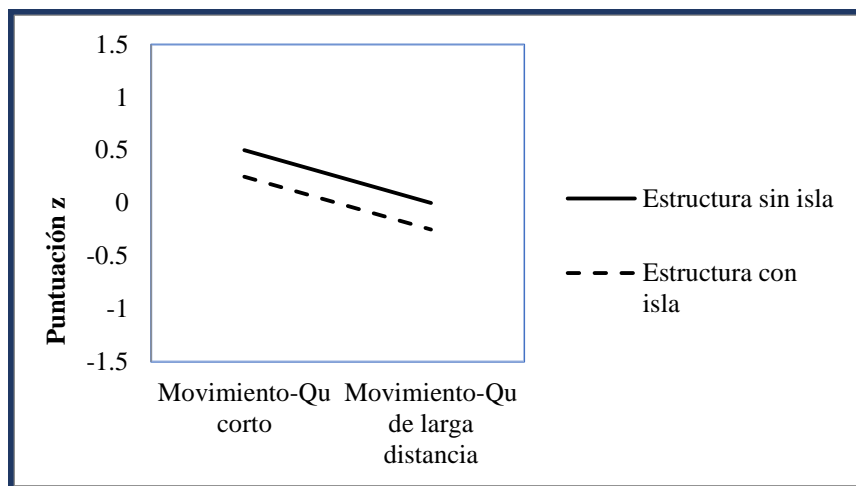 Puntuación z
1.5
1
0.5
0
-0.5
-1
-1.5
Movimiento-Qu
corto
Movimiento-Qu
de larga
distancia
Estructura sin isla
Estructura con
isla